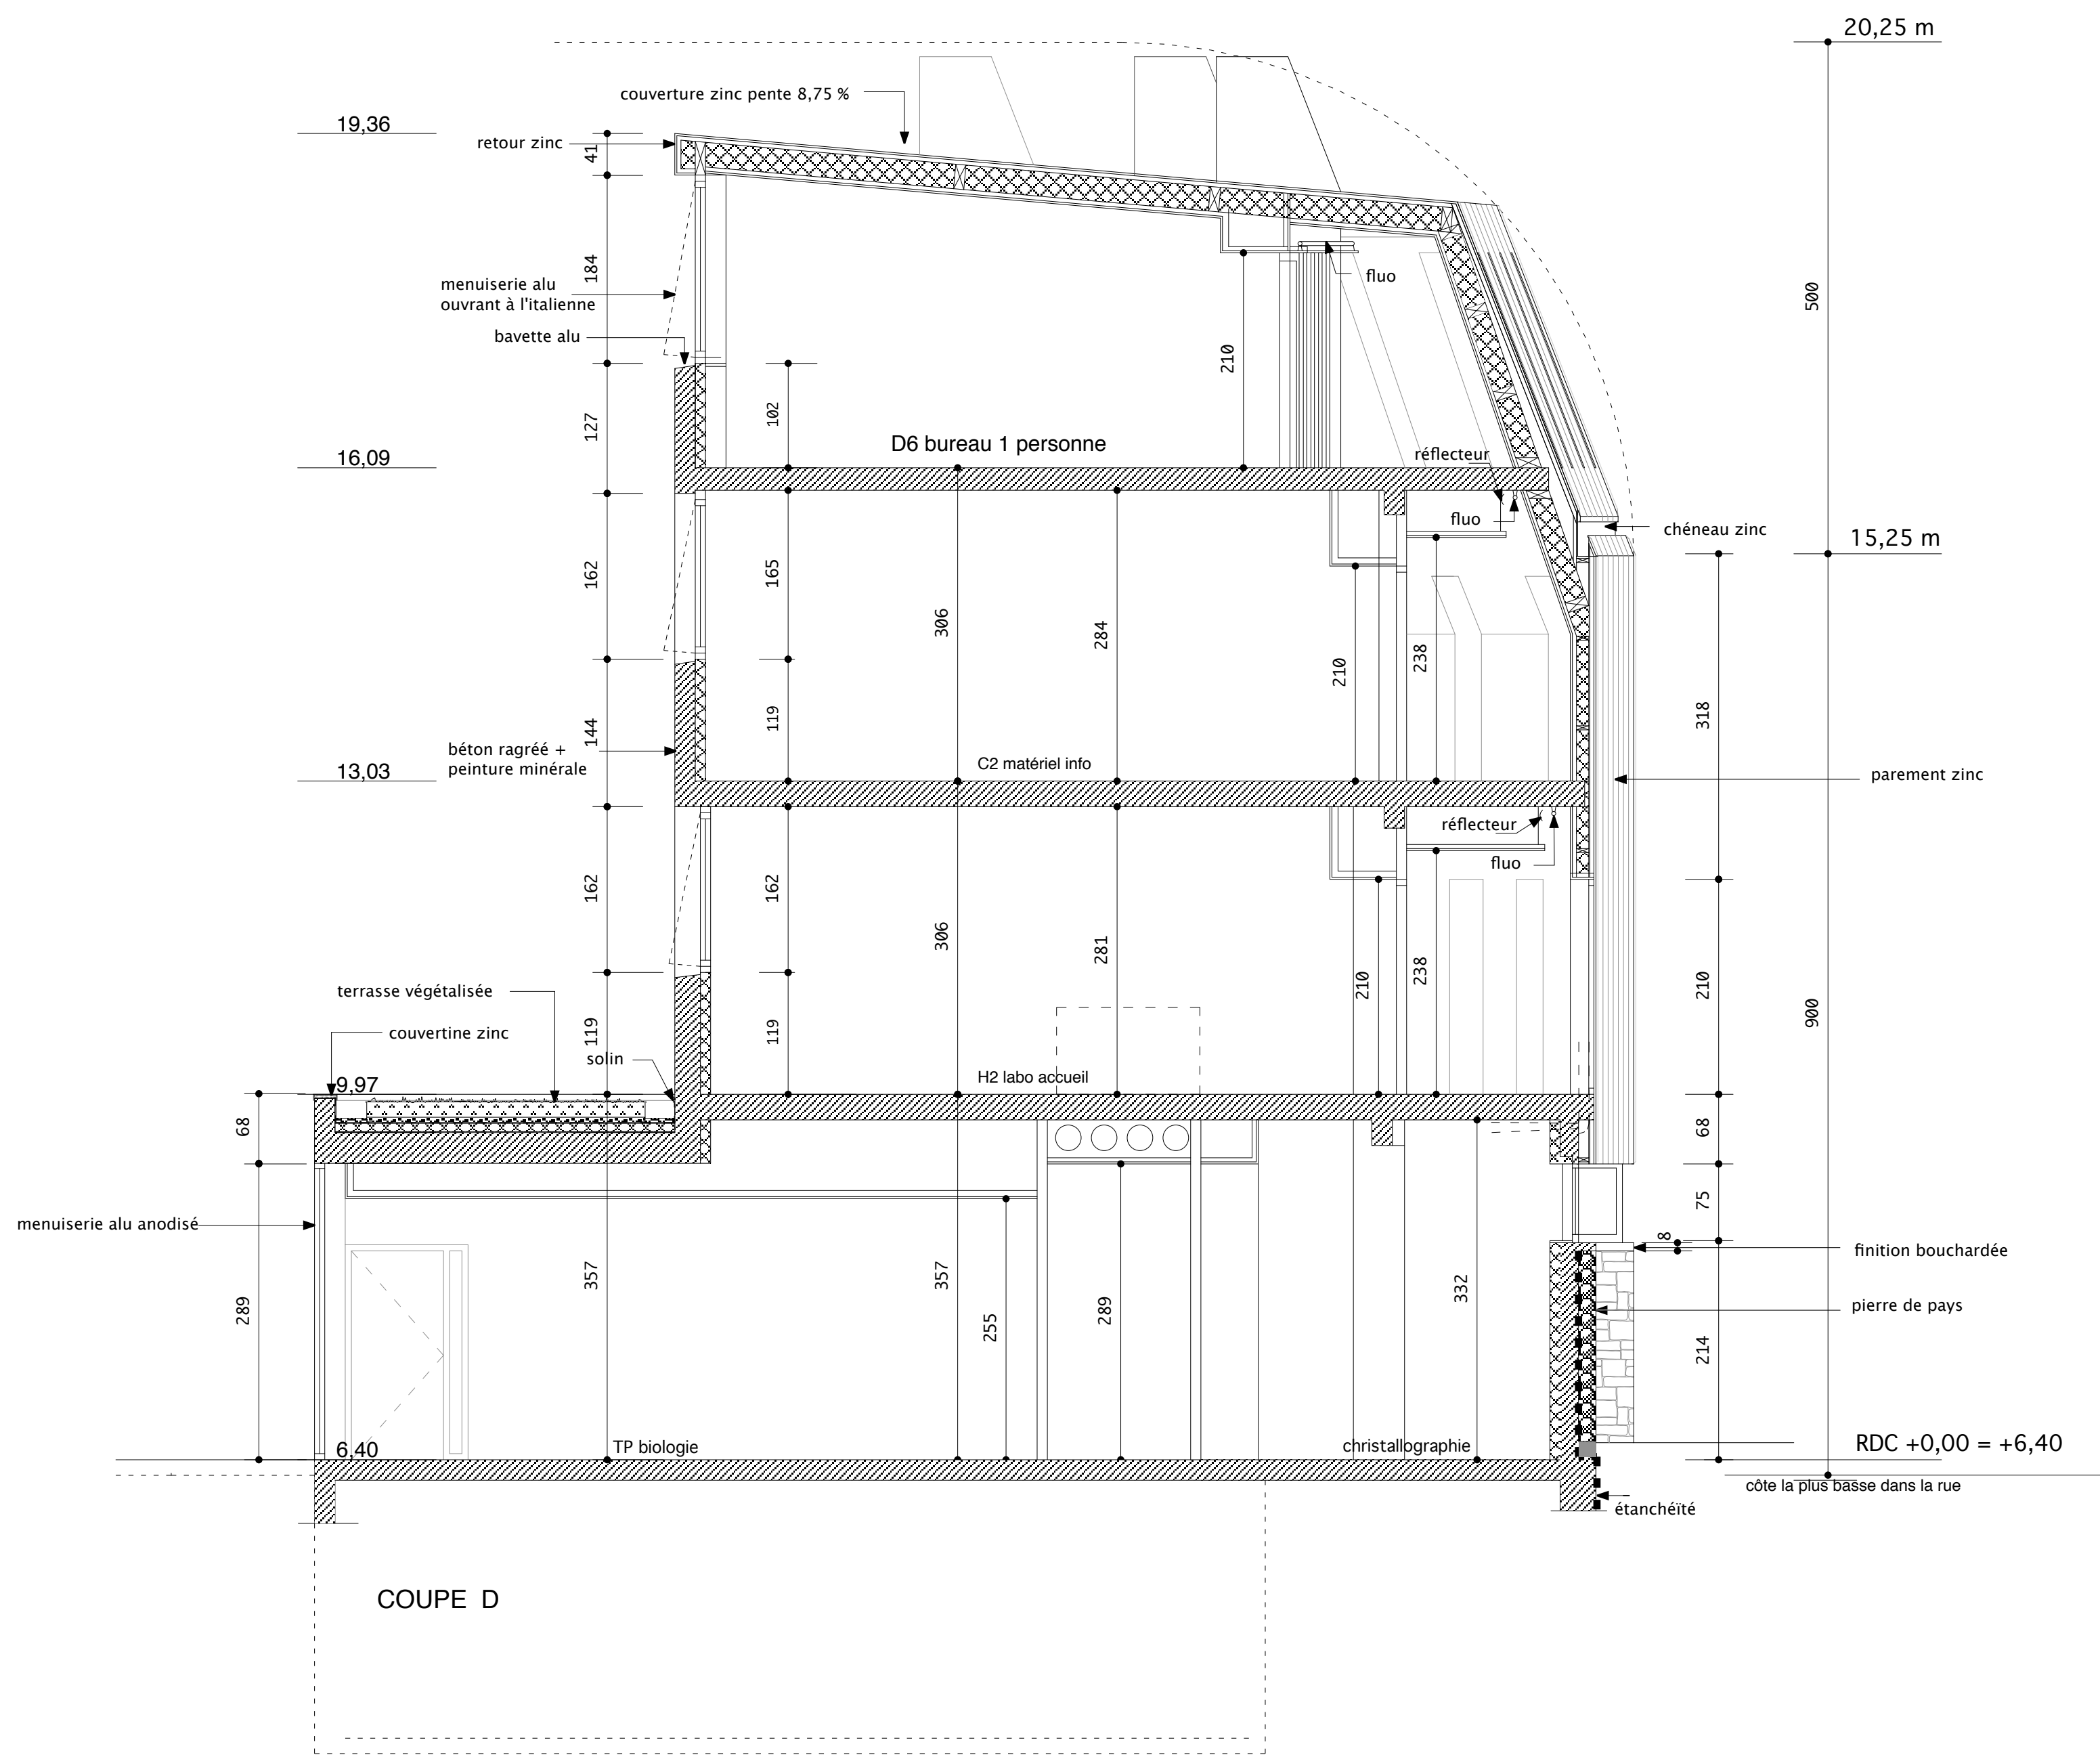 20,25 m
couverture zinc pente 8,75 %
19,36
retour zinc
41
fluo
184
menuiserie alu
ouvrant à l'italienne
500
bavette alu
210
102
127
D6 bureau 1 personne
16,09
réflecteur
fluo
chéneau zinc
15,25 m
162
165
306
284
210
238
318
119
144
béton ragréé +
peinture minérale
C2 matériel info
13,03
parement zinc
réflecteur
fluo
162
162
306
281
210
238
210
terrasse végétalisée
900
couvertine zinc
119
119
solin
H2 labo accueil
9,97
68
68
menuiserie alu anodisé
75
8
finition bouchardée
357
357
332
289
255
289
pierre de pays
214
6,40
TP biologie
christallographie
RDC +0,00 = +6,40
côte la plus basse dans la rue
étanchéïté
COUPE D